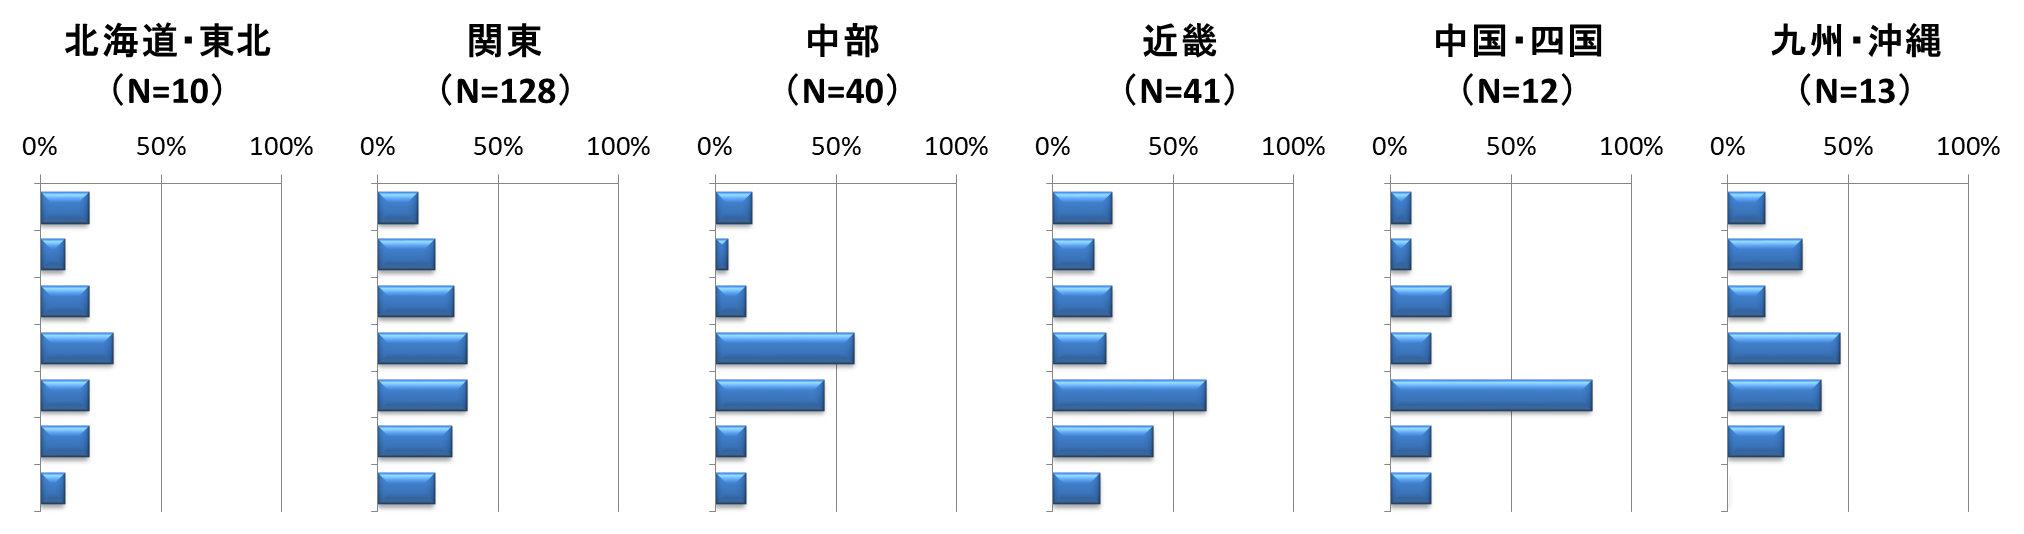 北海道・東北
（N=10）
0% 50% 100%
関東
（N=128）
0% 50% 100%
中部
（N=40）
0% 50% 100%
近畿
（N=41）
0% 50% 100%
中国・四国
（N=12）
0% 50% 100%
九州・沖縄
（N=13）
0% 50% 100%